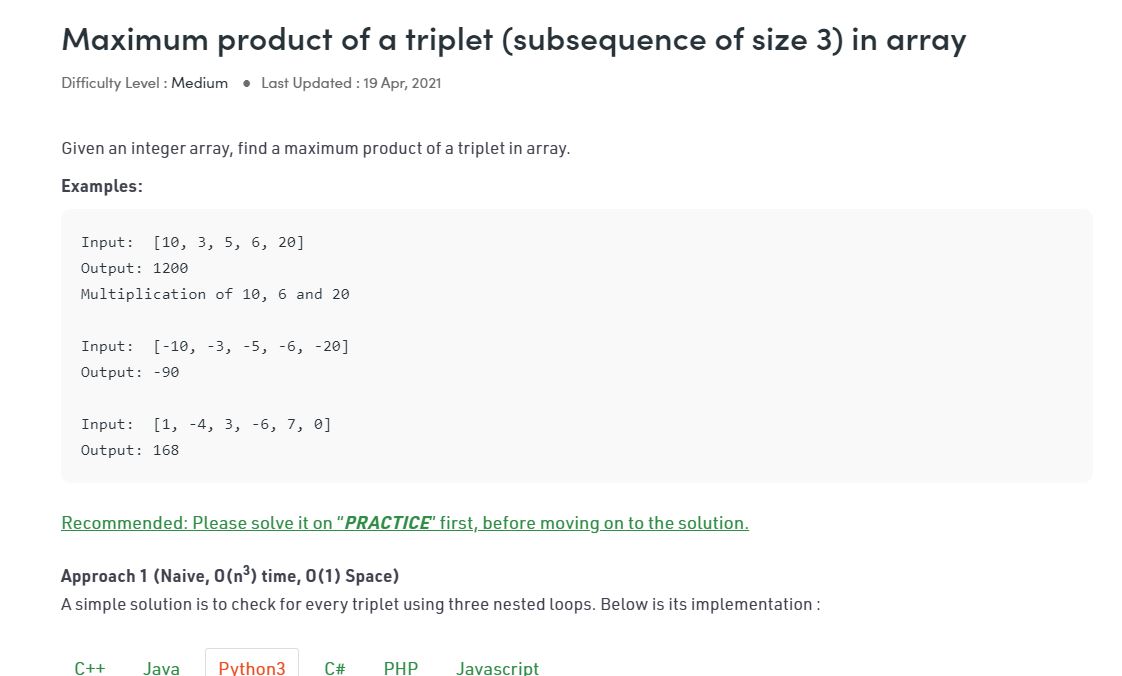 Maximum product of a triplet (subsequence of size 3) in array
Difficulty Level : Medium • Last Updated : 19 Apr, 2021
Given an integer array, find a maximum product of a triplet in array.
Examples:
Input:  [10, 3, 5, 6, 20]
Output: 1200
Multiplication of 10, 6 and 20
Input:  [-10, -3, -5, -6, -20]
Output: -90
Input:  [1, -4, 3, -6, 7, 0]
Output: 168
Recommended: Please solve it on “PRACTICE” first, before moving on to the solution.
Approach 1 (Naive, O(n³) time, O(1) Space)
A simple solution is to check for every triplet using three nested loops. Below is its implementation :
C++ Java Python3 C# PHP Javascript